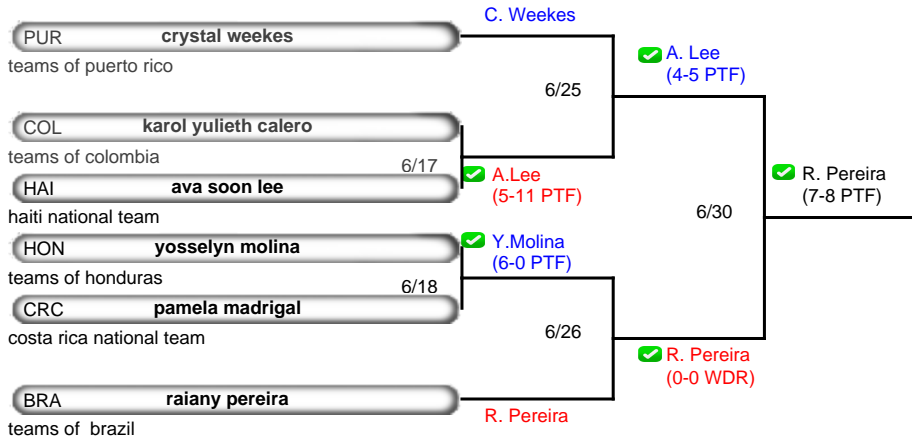 C. Weekes
PUR crystal weekes
teams of puerto rico
A. Lee
(4-5 PTF)
6/25
COL karol yulieth calero
teams of colombia
6/17
HAI ava soon lee
haiti national team
A.Lee
(5-11 PTF)
R. Pereira
(7-8 PTF)
6/30
HON yosselyn molina
teams of honduras
Y.Molina
(6-0 PTF)
6/18
CRC pamela madrigal
costa rica national team
6/26
R. Pereira
(0-0 WDR)
BRA raiany pereira
teams of  brazil
R. Pereira